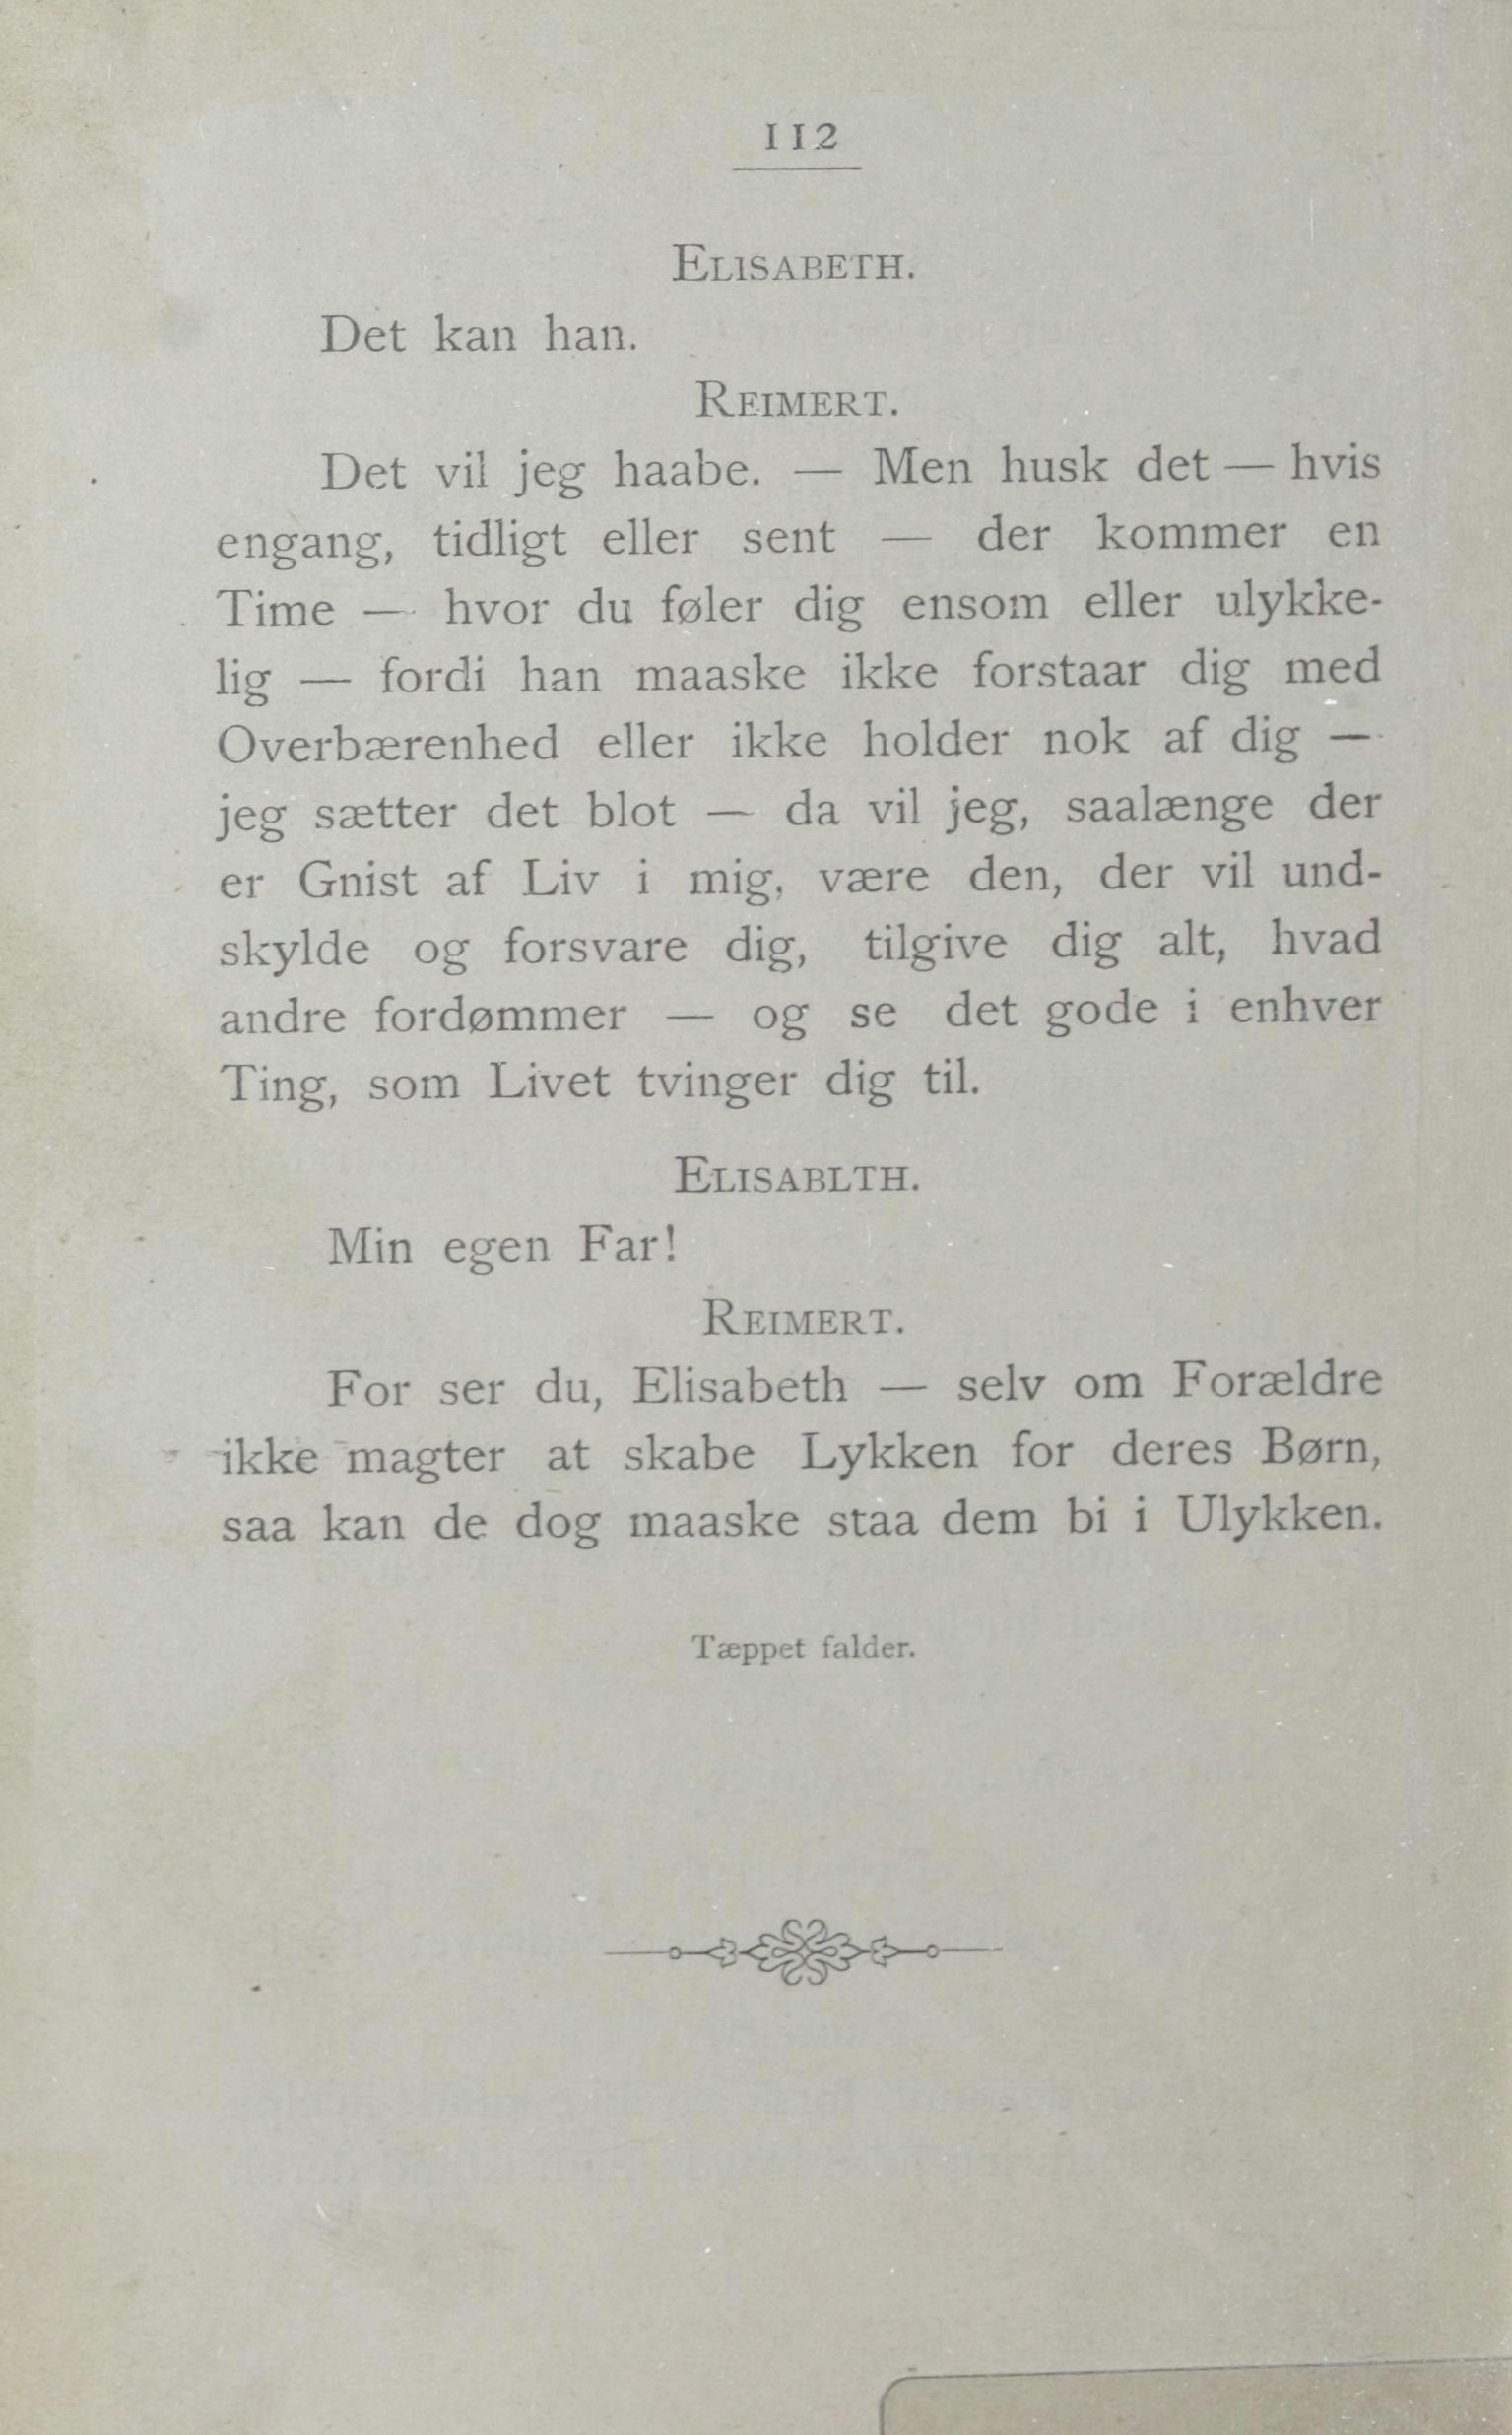 112
ELISABETH.
Det kan han.
REIMERT.
Det vil jeg haabe. — Men husk det — hvis
engang, tidligt eller sent — der kommer en
Time — hvor du føler dig ensom eller ulykke-
lig — fordi han maaske ikke forstaar dig med
Overbærenhed eller ikke holder nok af dig —
jeg sætter det blot — da vil jeg, saalænge der
er Gnist af Liv i mig, være den, der vil und-
skylde og forsvare dig, tilgive dig alt, hvad
andre fordømmer — og se det gode i enhver
Ting, som Livet tvinger dig til.
ELISABLTH.
Min egen Far!
REIMERT.
For ser du, Elisabeth — selv om Forældre
ikke magter at skabe Lykken for deres Børn,
saa kan de dog maaske staa dem bi i Ulykken.
Tæppet falder.